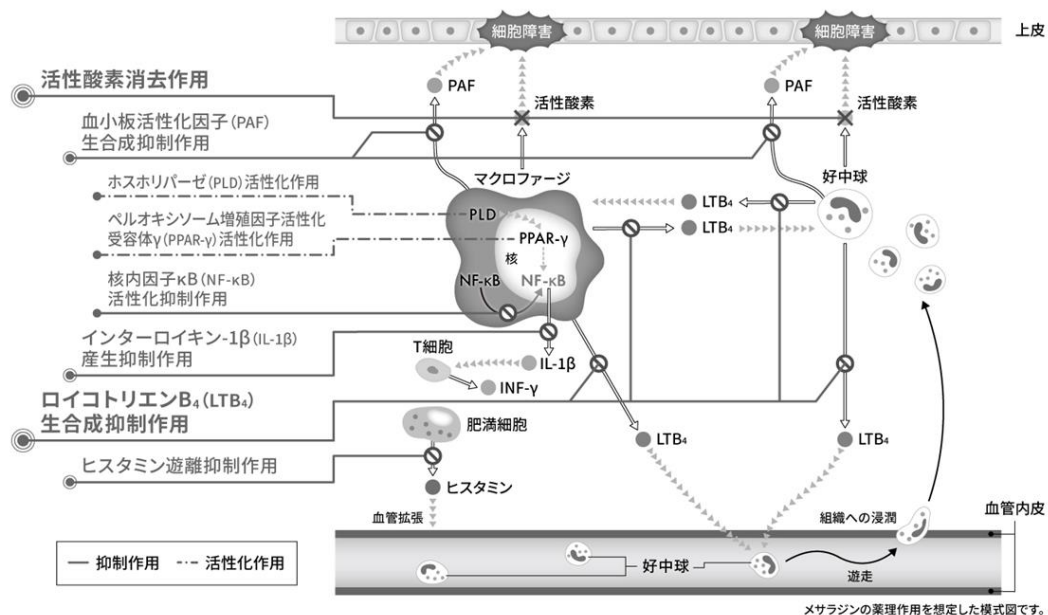 細胞障害
細胞障害
上皮
PAF
PAF
活性酸素消去作用
活性酸素
活性酸素
血小板活性化因子(PAF)
生合成抑制作用
マクロファージ
好中球
ホスホリパーゼ(PLD)活性化作用
PLD
LTB₄
LTB₄
ペルオキシソーム増殖因子活性化
受容体γ(PPAR-γ)活性化作用
PPAR-γ
核
核内因子κB(NF-κB)
活性化抑制作用
NF-κB
NF-κB
インターロイキン-1β(IL-1β)
産生抑制作用
T細胞
IL-1β
INF-γ
ロイコトリエンB₄(LTB₄)
生合成抑制作用
肥満細胞
LTB₄
LTB₄
ヒスタミン遊離抑制作用
ヒスタミン
血管拡張
組織への浸潤
血管内皮
抑制作用
活性化作用
好中球
遊走
メサラジンの薬理作用を想定した模式図です。